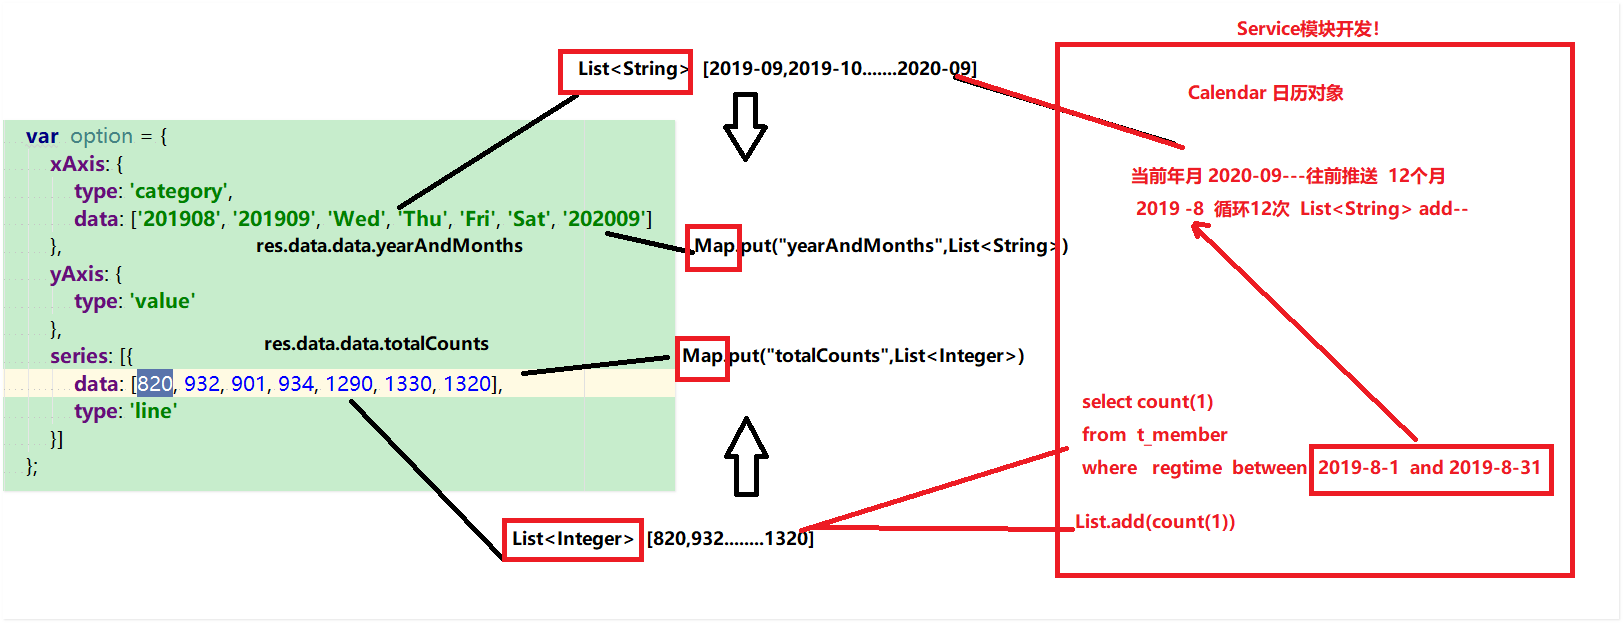 Service模块开发！
List<String> [2019-09,2019-10.......2020-09]
Calendar 日历对象
var option = {
xAxis: {
type: 'category',
data: ['201908', '201909', 'Wed', 'Thu', 'Fri', 'Sat', '202009']
},
res.data.data.yearAndMonths
yAxis: {
type: 'value'
},
series: [{
res.data.data.totalCounts
data: [820, 932, 901, 934, 1290, 1330, 1320],
type: 'line'
}]
};
Map.put("yearAndMonths",List<String>)
Map.put("totalCounts",List<Integer>)
List<Integer> [820,932........1320]
当前年月 2020-09---往前推送 12个月
2019 -8 循环12次 List<String> add--
select count(1)
from t_member
where regtime between 2019-8-1 and 2019-8-31
List.add(count(1))